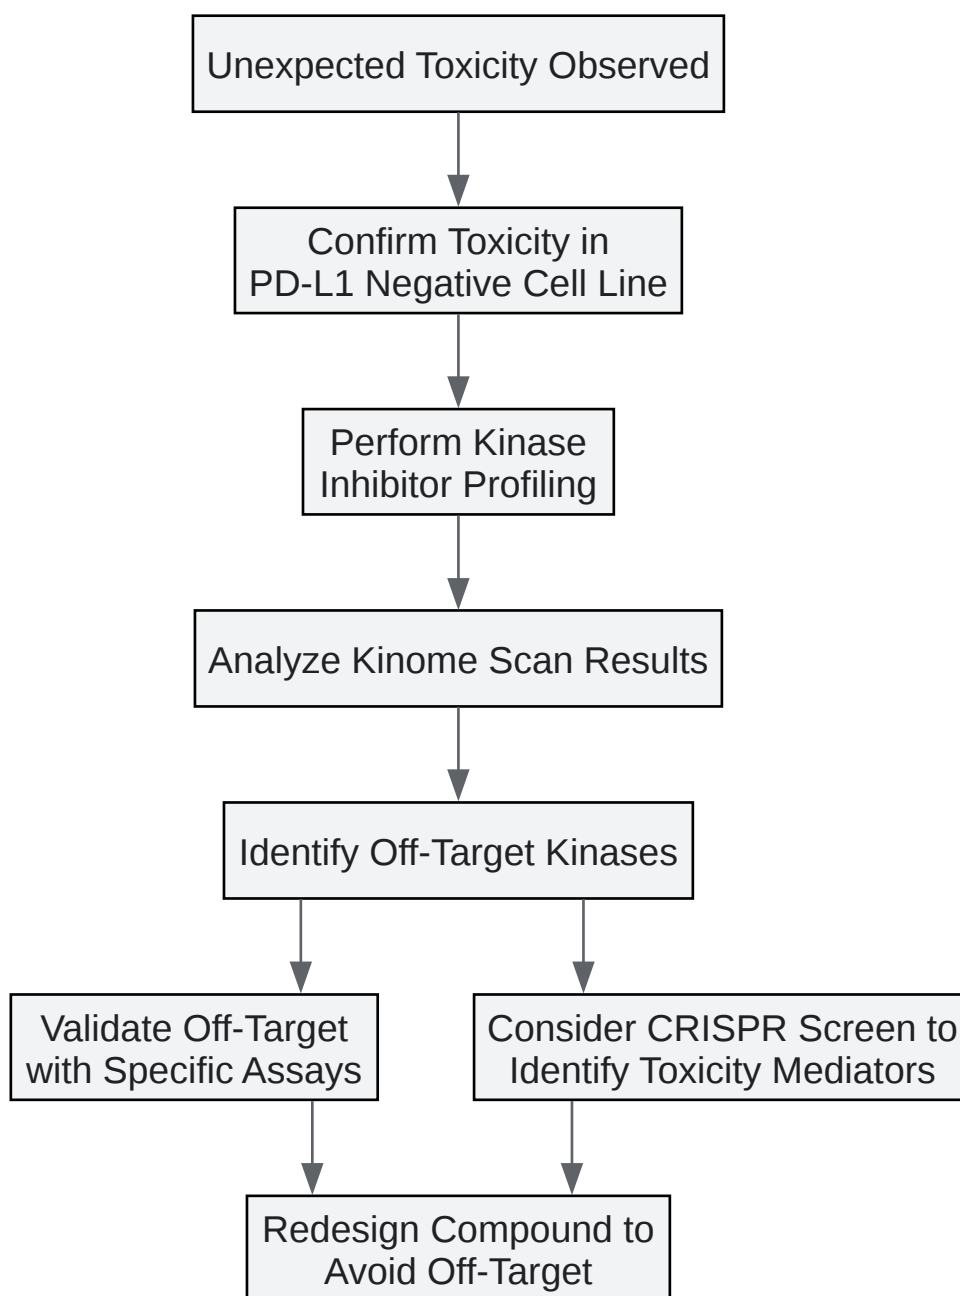 Unexpected Toxicity Observed
Confirm Toxicity in
PD-L1 Negative Cell Line
Perform Kinase
Inhibitor Profiling
Analyze Kinome Scan Results
Identify Off-Target Kinases
Validate Off-Target
with Specific Assays
Consider CRISPR Screen to
Identify Toxicity Mediators
Redesign Compound to
Avoid Off-Target